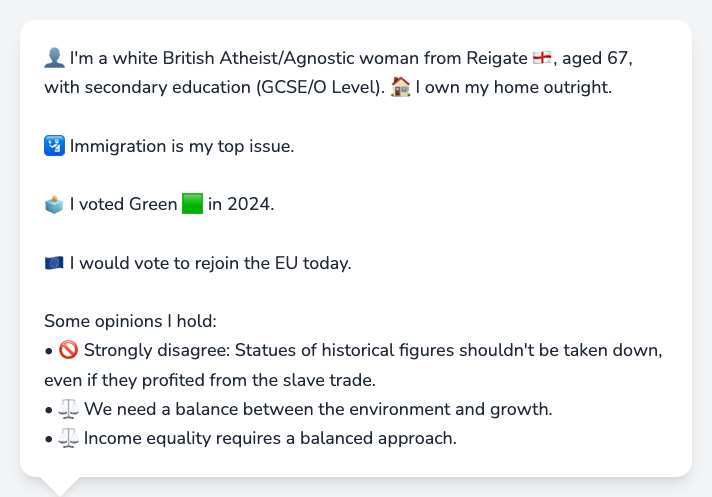 👤 I'm a white British Atheist/Agnostic woman from Reigate 🏴󠁧󠁢󠁥󠁮󠁧󠁿, aged 67,
with secondary education (GCSE/O Level). 🏠 I own my home outright.
🛂 Immigration is my top issue.
🗳️ I voted Green 🟩 in 2024.
🇪🇺 I would vote to rejoin the EU today.
Some opinions I hold:
• 🚫 Strongly disagree: Statues of historical figures shouldn't be taken down,
even if they profited from the slave trade.
• ⚖️ We need a balance between the environment and growth.
• ⚖️ Income equality requires a balanced approach.